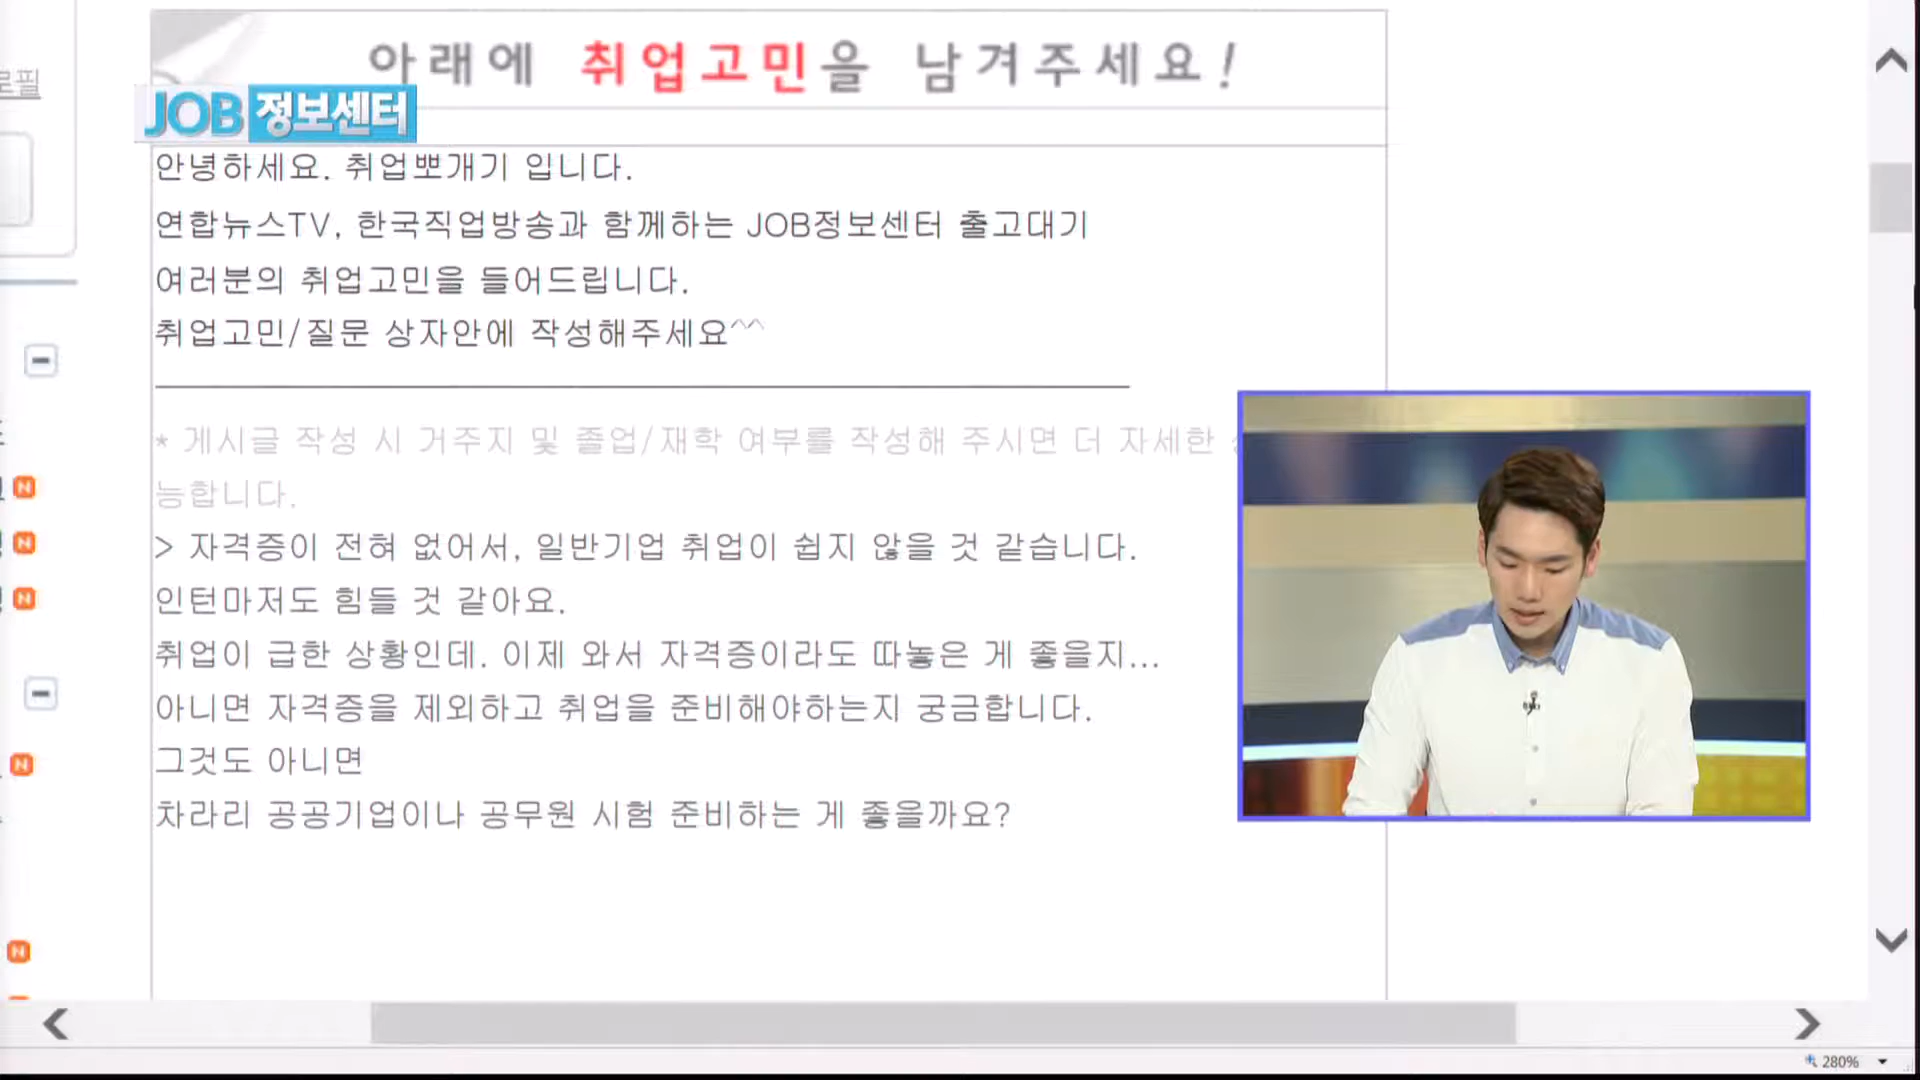 아래에 취업고민을 남겨주세요!
로필
JOB 정보센터
안녕하세요. 취업뽀개기 입니다.
연합뉴스TV, 한국직업방송과 함께하는 JOB정보센터 출고대기
여러분의 취업고민을 들어드립니다.
취업고민/질문 상자안에 작성해주세요^^
* 게시글 작성 시 거주지 및 졸업/재학 여부를 작성해 주시면 더 자세한
능합니다.
> 자격증이 전혀 없어서, 일반기업 취업이 쉽지 않을 것 같습니다.
인턴마저도 힘들 것 같아요.
취업이 급한 상황인데. 이제 와서 자격증이라도 따놓은 게 좋을지...
아니면 자격증을 제외하고 취업을 준비해야하는지 궁금합니다.
그것도 아니면
차라리 공공기업이나 공무원 시험 준비하는 게 좋을까요?
N
N
N
N
N
280%